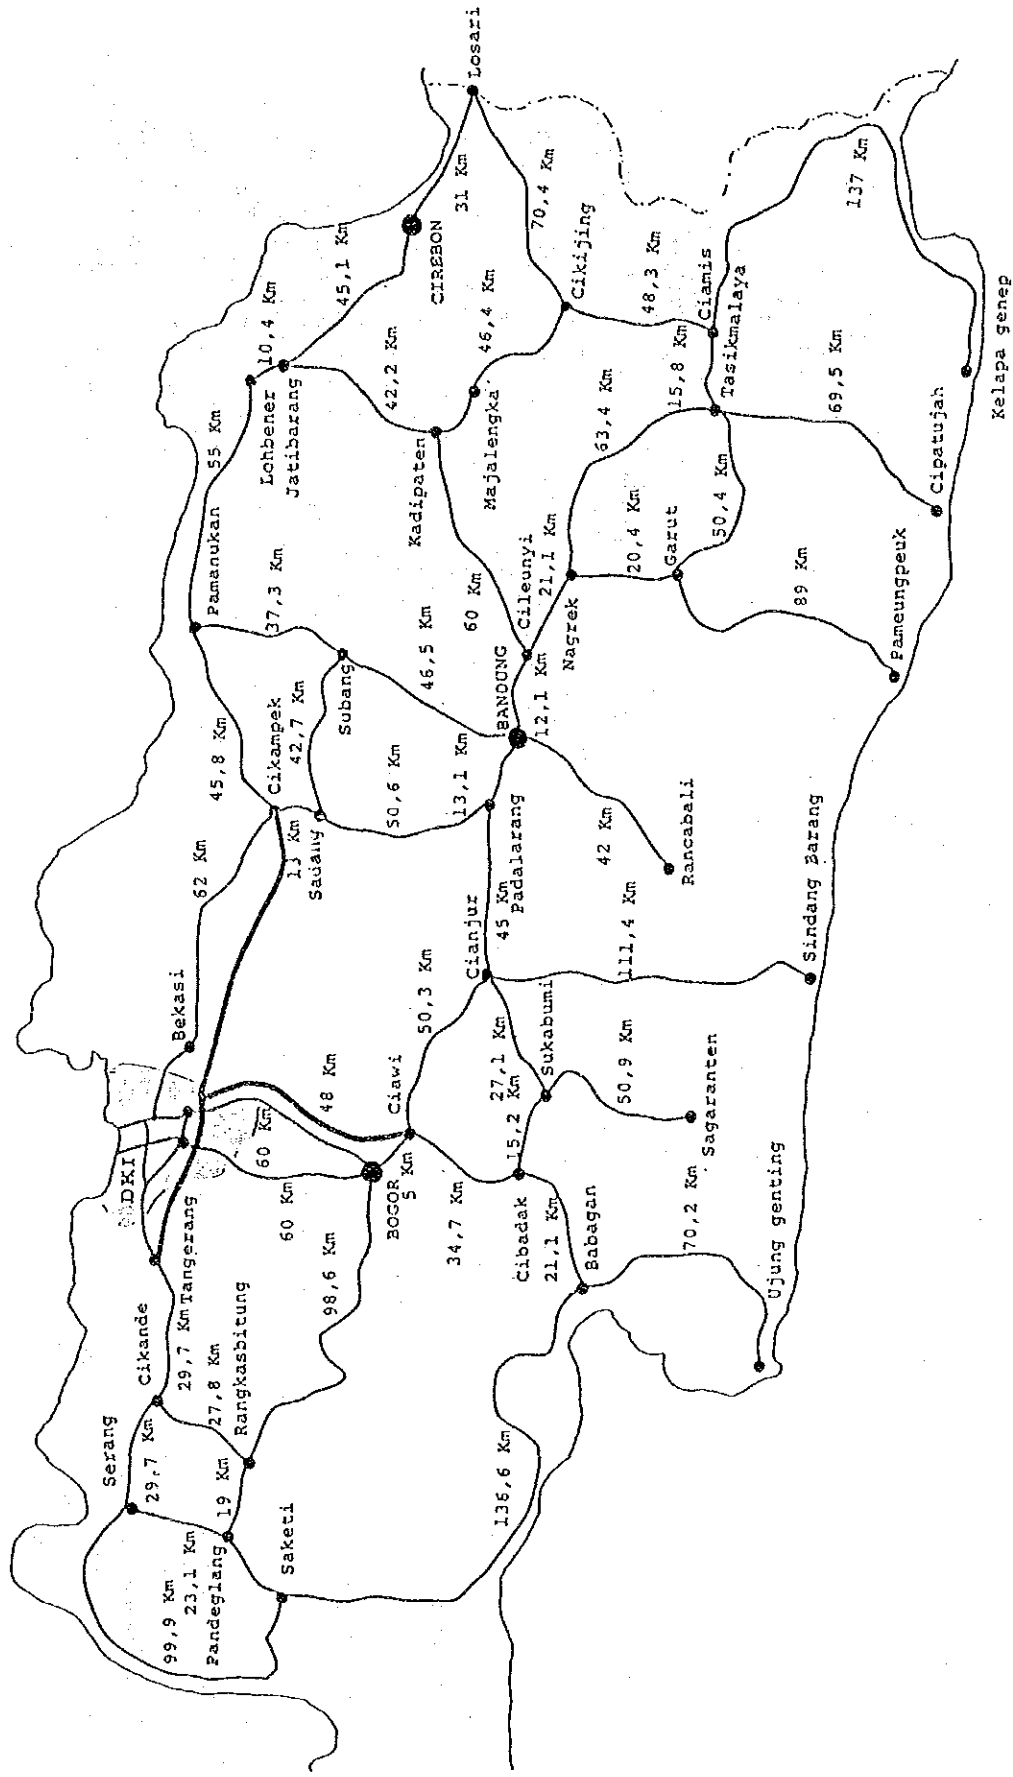 Serang
29,7 Km
Cikande
99,9 Km
23,1 Km
Pandeglang
19 Km
27,8 Km
29,7 Km
Tangerang
Rangkasbitung
Saketi
136,6 Km
98,6 Km
DKI
Bekasi
62 Km
60 Km
60 Km
48 Km
BOGOR
5 Km
Ciawi
34,7 Km
50,3 Km
Cibadak
15,2 Km
21,1 Km
Babagan
27,1 Km
Sukabumi
50,9 Km
Sagaranten
70,2 Km
Ujung genting
Cianjur
45 Km
Padalarang
111,4 Km
Sindang Barang
Cikampek
13 Km
Sadang
45,8 Km
42,7 Km
50,6 Km
13,1 Km
Subang
37,3 Km
Pamanukan
46,5 Km
BANDUNG
12,1 Km
42 Km
Rancabali
55 Km
Lohbener
10,4 Km
Jatibarang
45,1 Km
CIREBON
31 Km
Losari
42,2 Km
Kadipaten
60 Km
Majalengka
46,4 Km
Cikijing
70,4 Km
48,3 Km
Cileunyi
21,1 Km
Nagrek
63,4 Km
20,4 Km
Garut
50,4 Km
89 Km
Pameungpeuk
15,8 Km
Ciamis
Tasikmalaya
69,5 Km
Cipatujah
137 Km
Kelapa genep